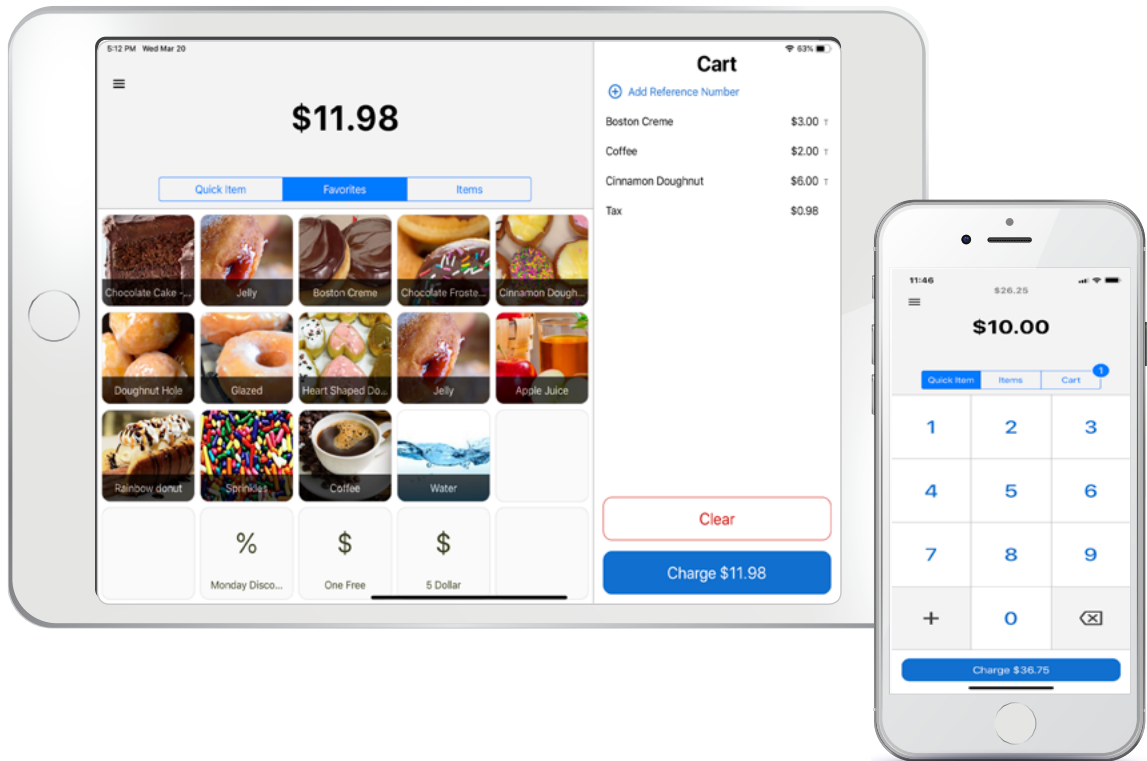 5:12 PM Wed Mar 20
63%
$11.98
Quick Item Favorites Items
Chocolate Cake -... Jelly Boston Creme Chocolate Froste... Cinnamon Dough...
Doughnut Hole Glazed Heart Shaped Do... Jelly Apple Juice
Rainbow donut Sprinkles Coffee Water
% $ $
Monday Disco... One Free 5 Dollar
Cart
Add Reference Number
Boston Creme $3.00 T
Coffee $2.00 T
Cinnamon Doughnut $6.00 T
Tax $0.98
Clear
Charge $11.98
11:46
$26.25
$10.00
1
Quick Item Items Cart
1 2 3
4 5 6
7 8 9
+ 0
Charge $36.75